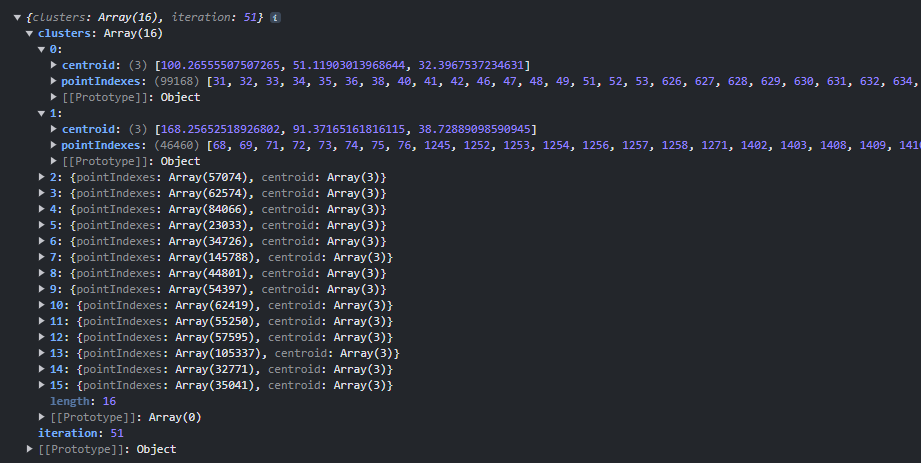 {clusters: Array(16), iteration: 51} i
clusters: Array(16)
0:
centroid: (3) [100.26555507507265, 51.11903013968644, 32.3967537234631]
pointIndexes: (99168) [31, 32, 33, 34, 35, 36, 38, 40, 41, 42, 46, 47, 48, 49, 51, 52, 53, 626, 627, 628, 629, 630, 631, 632, 634,
[[Prototype]]: Object
1:
centroid: (3) [168.25652518926802, 91.37165161816115, 38.72889098590945]
pointIndexes: (46460) [68, 69, 71, 72, 73, 74, 75, 76, 1245, 1252, 1253, 1254, 1256, 1257, 1258, 1271, 1402, 1403, 1408, 1409, 1410
[[Prototype]]: Object
2: {pointIndexes: Array(57074), centroid: Array(3)}
3: {pointIndexes: Array(62574), centroid: Array(3)}
4: {pointIndexes: Array(84066), centroid: Array(3)}
5: {pointIndexes: Array(23033), centroid: Array(3)}
6: {pointIndexes: Array(34726), centroid: Array(3)}
7: {pointIndexes: Array(145788), centroid: Array(3)}
8: {pointIndexes: Array(44801), centroid: Array(3)}
9: {pointIndexes: Array(54397), centroid: Array(3)}
10: {pointIndexes: Array(62419), centroid: Array(3)}
11: {pointIndexes: Array(55250), centroid: Array(3)}
12: {pointIndexes: Array(57595), centroid: Array(3)}
13: {pointIndexes: Array(105337), centroid: Array(3)}
14: {pointIndexes: Array(32771), centroid: Array(3)}
15: {pointIndexes: Array(35041), centroid: Array(3)}
length: 16
[[Prototype]]: Array(0)
iteration: 51
[[Prototype]]: Object